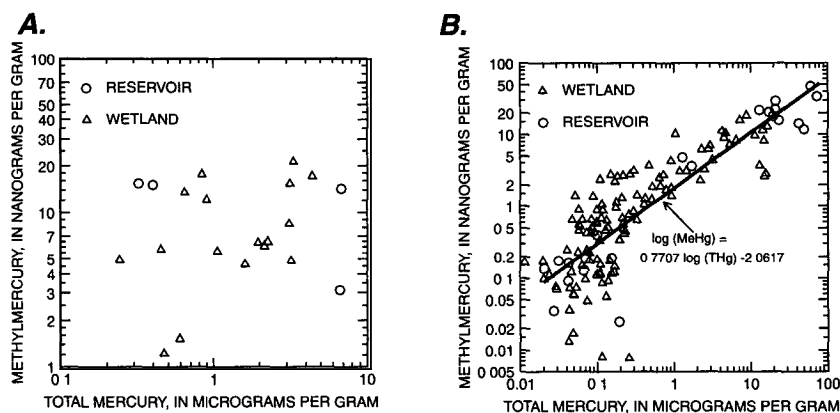 A.
METHYLMERCURY, IN NANOGRAMS PER GRAM
100
70
50
40
30
20
10
7
5
4
3
2
1
RESERVOIR
WETLAND
0 1
1
10
TOTAL MERCURY, IN MICROGRAMS PER GRAM
B.
METHYLMERCURY, IN NANOGRAMS PER GRAM
100
50
20
10
5
2
1
0.5
0.2
0 1
0.05
0.02
0.01
0 005
WETLAND
RESERVOIR
log (MeHg) =
0 7707 log (THg) -2 0617
0.01
0 1
1
10
100
TOTAL MERCURY, IN MICROGRAMS PER GRAM